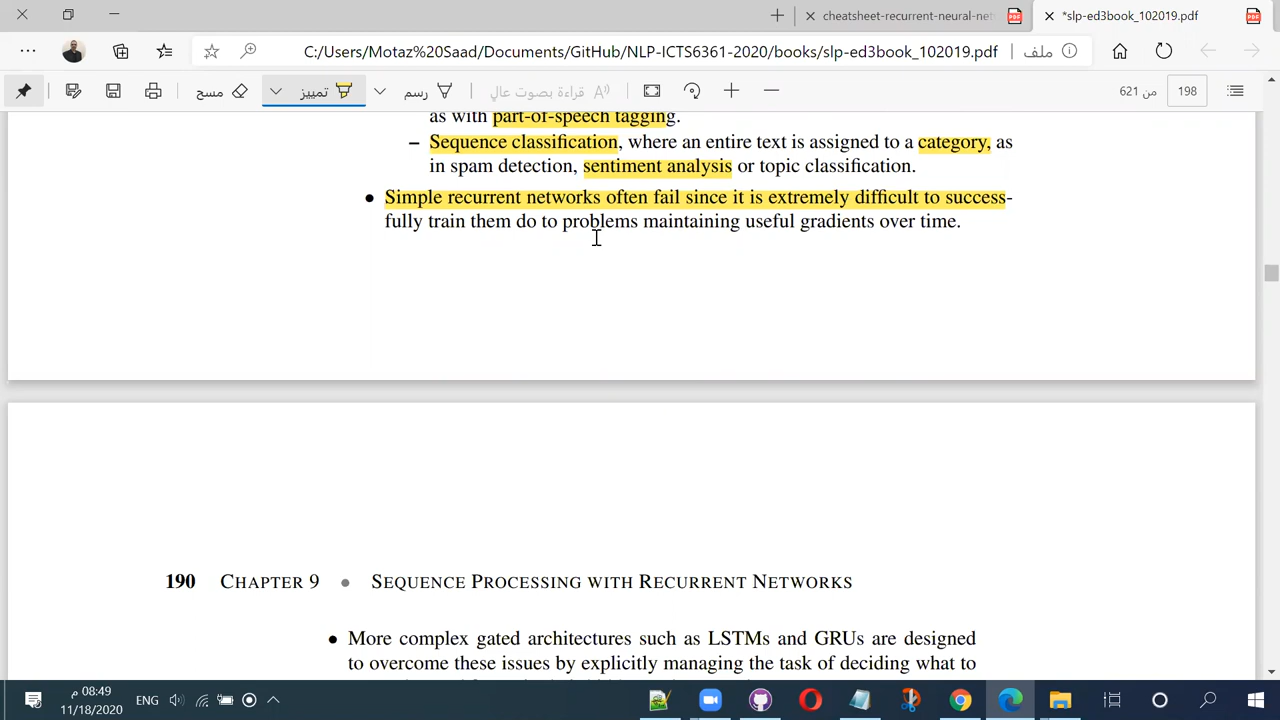 cheatsheet-recurrent-neural-net
*slp-ed3book_102019.pdf
C:/Users/Motaz%20Saad/Documents/GitHub/NLP-ICTS6361-2020/books/slp-ed3book_102019.pdf
ملف
مسح
تمييز
رسم
قراءة بصوت عالٍ
من 621
198
as with part-of-speech tagging.
– Sequence classification, where an entire text is assigned to a category, as
in spam detection, sentiment analysis or topic classification.
• Simple recurrent networks often fail since it is extremely difficult to success-
fully train them do to problems maintaining useful gradients over time.
190 CHAPTER 9 • SEQUENCE PROCESSING WITH RECURRENT NETWORKS
• More complex gated architectures such as LSTMs and GRUs are designed
to overcome these issues by explicitly managing the task of deciding what to
08:49 م
11/18/2020
ENG